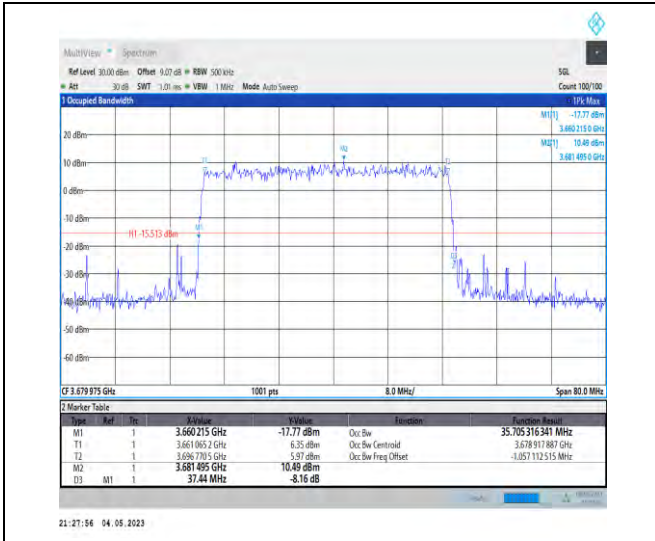 MultiView Spectrum
Ref Level 30.00 dBm Offset 9.07 dB RBW 500 kHz SGL
Att 30 dB SWT 1.01 ms VBW 1 MHz Mode Auto Sweep Count 100/100
1 Occupied Bandwidth 1Pk Max
M1[1] -17.77 dBm
3.660 215 0 GHz
M2[1] 10.49 dBm
3.681 495 0 GHz
20 dBm
10 dBm
0 dBm
-10 dBm
H1 -15.513 dBm
-20 dBm
-30 dBm
-40 dBm
-50 dBm
-60 dBm
T1
M2
T2
M1
D3
CF 3.679 975 GHz 1001 pts 8.0 MHz/ Span 80.0 MHz
2 Marker Table
Type Ref Trc X-Value Y-Value Function Function Result
M1 1 3.660 215 GHz -17.77 dBm Occ Bw 35.705 316 341 MHz
T1 1 3.661 065 2 GHz 6.35 dBm Occ Bw Centroid 3.678 917 887 GHz
T2 1 3.696 770 5 GHz 5.97 dBm Occ Bw Freq Offset -1.057 112 515 MHz
M2 1 3.681 495 GHz 10.49 dBm
D3 M1 1 37.44 MHz -8.16 dB
21:27:56 04.05.2023